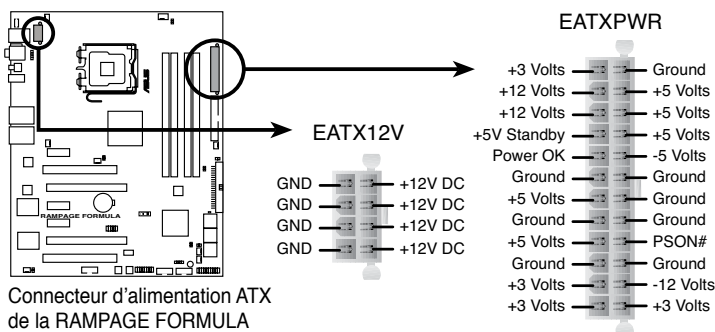 EATXPWR
+3 Volts Ground
+12 Volts +5 Volts
+12 Volts +5 Volts
+5V Standby +5 Volts
Power OK -5 Volts
Ground Ground
+5 Volts Ground
Ground Ground
+5 Volts PSON#
Ground Ground
+3 Volts -12 Volts
+3 Volts +3 Volts
EATX12V
GND +12V DC
GND +12V DC
GND +12V DC
GND +12V DC
ASUS
RAMPAGE FORMULA
Connecteur d’alimentation ATX
de la RAMPAGE FORMULA